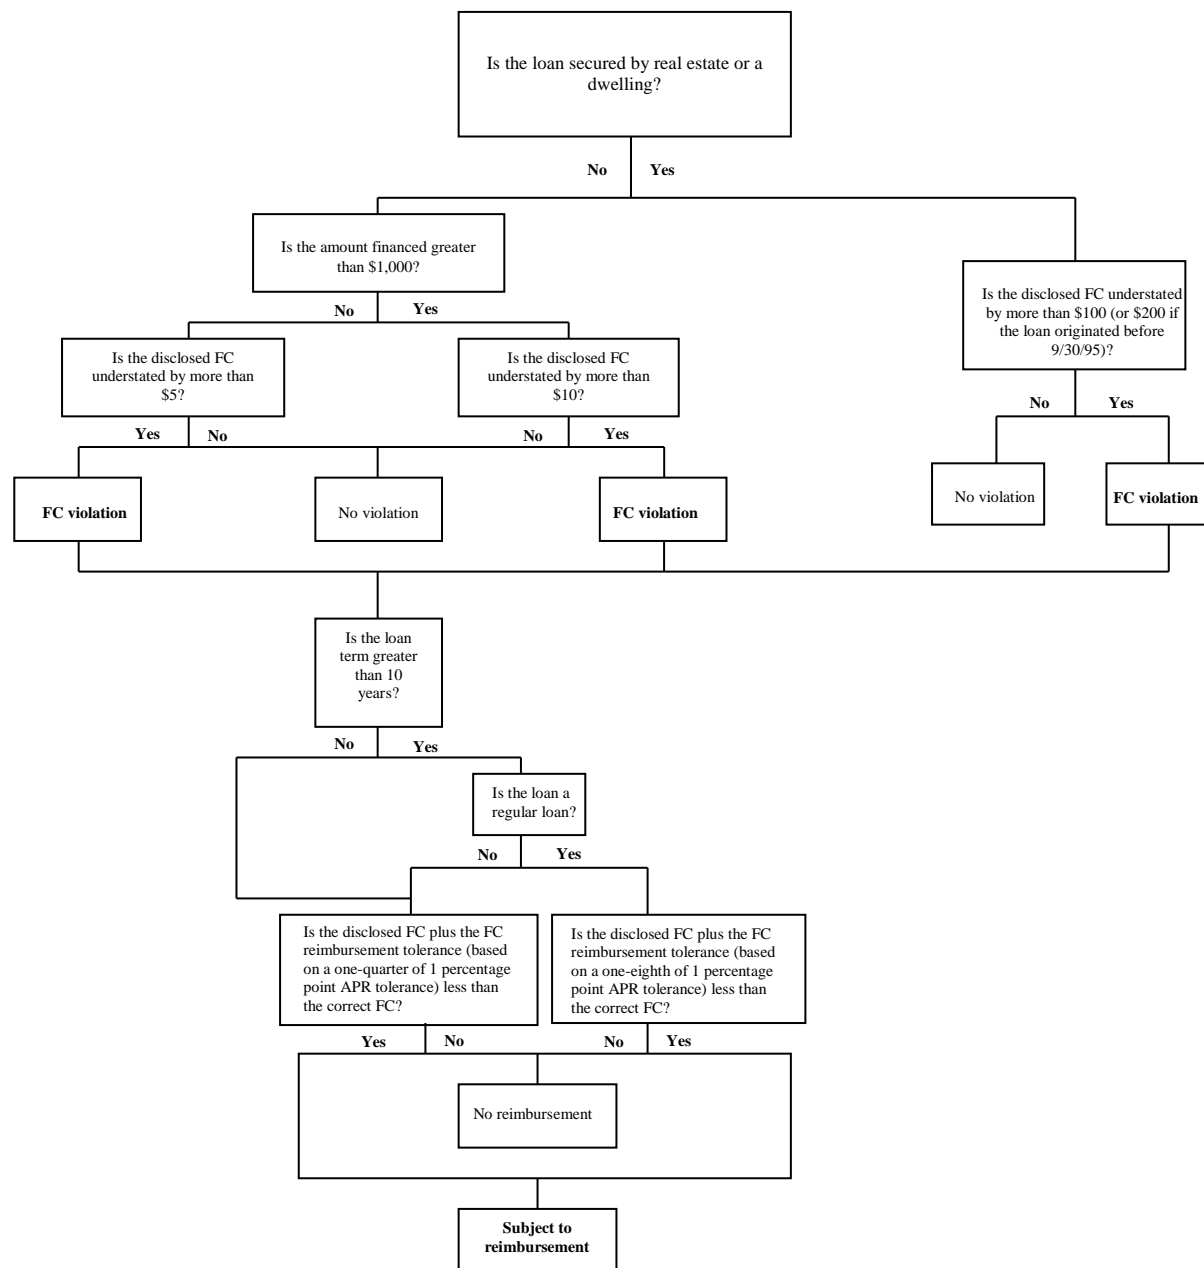 Is the loan secured by real estate or a
dwelling?
No Yes
Is the amount financed greater
than $1,000?
Is the disclosed FC understated
by more than $100 (or $200 if
the loan originated before
9/30/95)?
No Yes
Is the disclosed FC
understated by more than
$5?
Is the disclosed FC
understated by more than
$10?
No Yes
Yes No
No Yes
FC violation
No violation
FC violation
No violation
FC violation
Is the loan
term greater
than 10
years?
No Yes
Is the loan a
regular loan?
No Yes
Is the disclosed FC plus the FC
reimbursement tolerance (based
on a one-quarter of 1 percentage
point APR tolerance) less than
the correct FC?
Is the disclosed FC plus the FC
reimbursement tolerance (based
on a one-eighth of 1 percentage
point APR tolerance) less than
the correct FC?
Yes No
No Yes
No reimbursement
Subject to
reimbursement